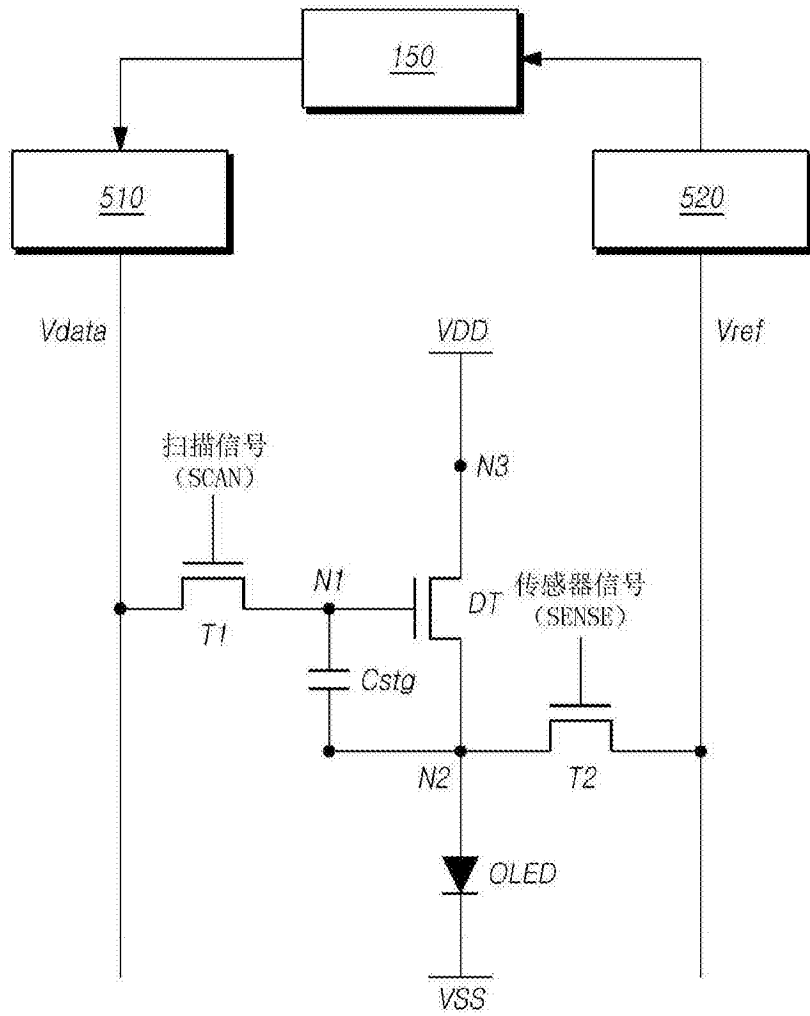 150
510
520
Vdata
VDD
Vref
扫描信号
（SCAN）
N3
N1
DT
传感器信号
（SENSE）
T1
Cstg
N2
T2
OLED
VSS